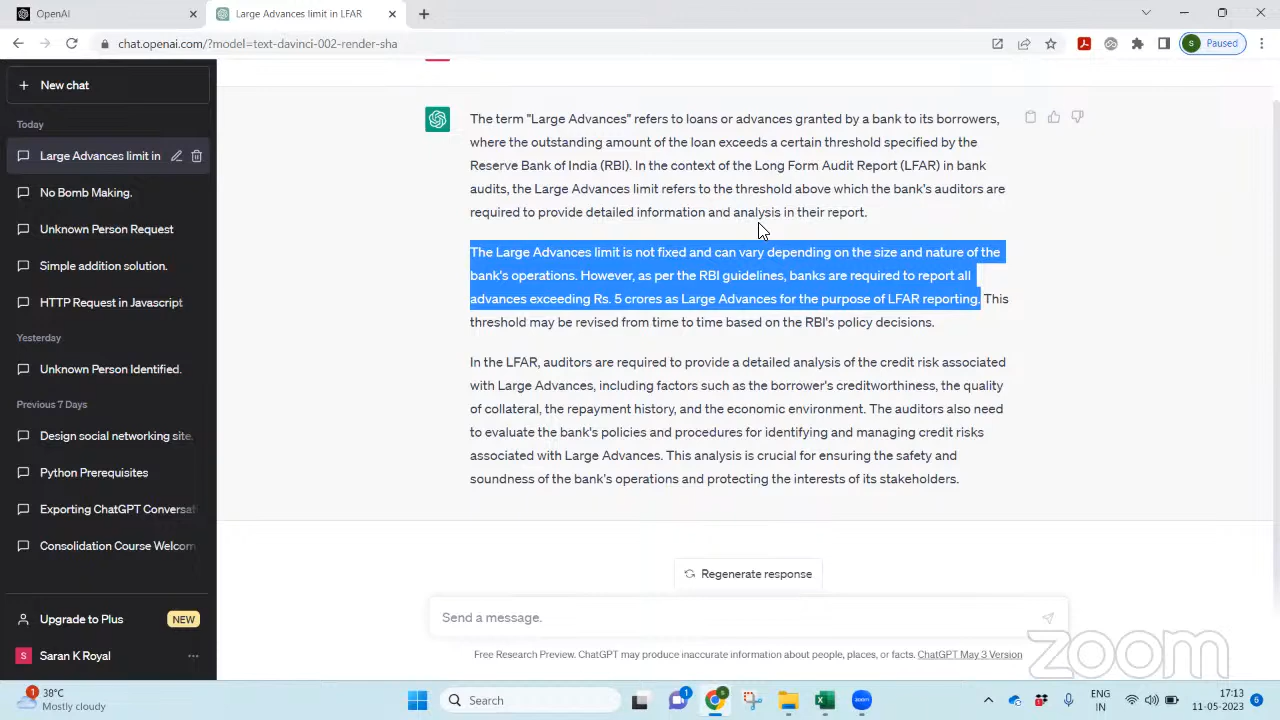 OpenAI
Large Advances limit in LFAR
chat.openai.com/?model=text-davinci-002-render-sha
S
Paused
New chat
Today
Large Advances limit in
No Bomb Making.
Unknown Person Request
Simple addition solution.
HTTP Request in Javascript
Yesterday
Unknown Person Identified.
Previous 7 Days
Design social networking site.
Python Prerequisites
Exporting ChatGPT Conversat
Consolidation Course Welcom
Upgrade to Plus
NEW
S
Saran K Royal
The term "Large Advances" refers to loans or advances granted by a bank to its borrowers,
where the outstanding amount of the loan exceeds a certain threshold specified by the
Reserve Bank of India (RBI). In the context of the Long Form Audit Report (LFAR) in bank
audits, the Large Advances limit refers to the threshold above which the bank's auditors are
required to provide detailed information and analysis in their report.
The Large Advances limit is not fixed and can vary depending on the size and nature of the
bank's operations. However, as per the RBI guidelines, banks are required to report all
advances exceeding Rs. 5 crores as Large Advances for the purpose of LFAR reporting. This
threshold may be revised from time to time based on the RBI's policy decisions.
In the LFAR, auditors are required to provide a detailed analysis of the credit risk associated
with Large Advances, including factors such as the borrower's creditworthiness, the quality
of collateral, the repayment history, and the economic environment. The auditors also need
to evaluate the bank's policies and procedures for identifying and managing credit risks
associated with Large Advances. This analysis is crucial for ensuring the safety and
soundness of the bank's operations and protecting the interests of its stakeholders.
Regenerate response
Send a message.
Free Research Preview. ChatGPT may produce inaccurate information about people, places, or facts. ChatGPT May 3 Version
zoom
1
38°C
Mostly cloudy
Search
1
S
zoom
ENG
IN
17:13
11-05-2023
6